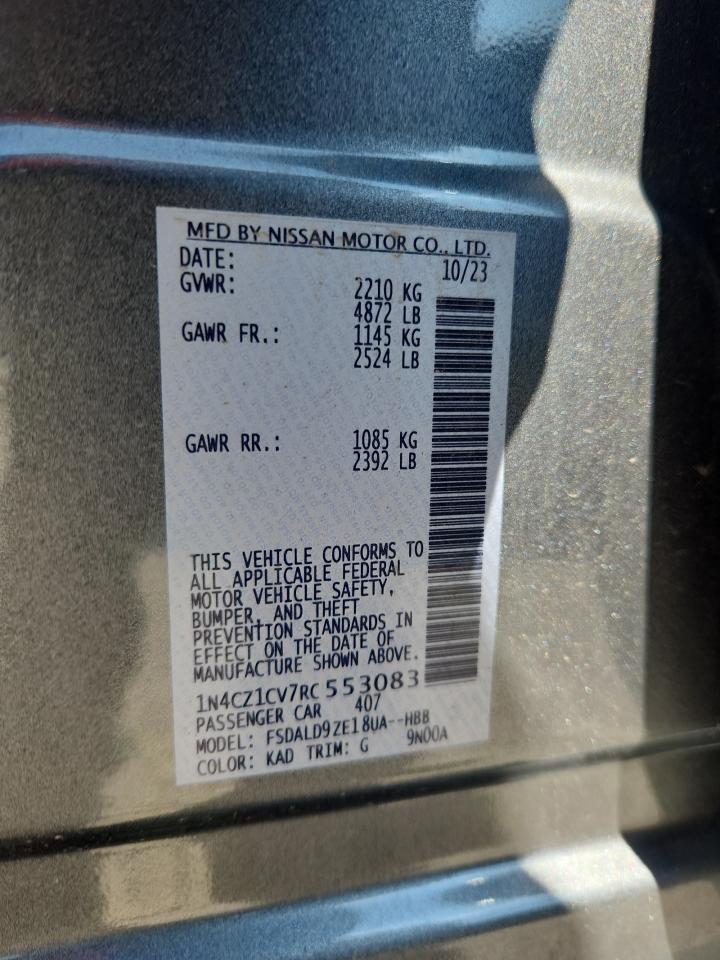 MFD BY NISSAN MOTOR CO., LTD.
DATE: 10/23
GVWR: 2210 KG
4872 LB
GAWR FR.: 1145 KG
2524 LB
GAWR RR.: 1085 KG
2392 LB
THIS VEHICLE CONFORMS TO
ALL APPLICABLE FEDERAL
MOTOR VEHICLE SAFETY,
BUMPER, AND THEFT
PREVENTION STANDARDS IN
EFFECT ON THE DATE OF
MANUFACTURE SHOWN ABOVE.
1N4CZ1CV7RC553083
PASSENGER CAR 407
MODEL: FSDALD9ZE18UA--HBB
COLOR: KAD TRIM: G 9N00A